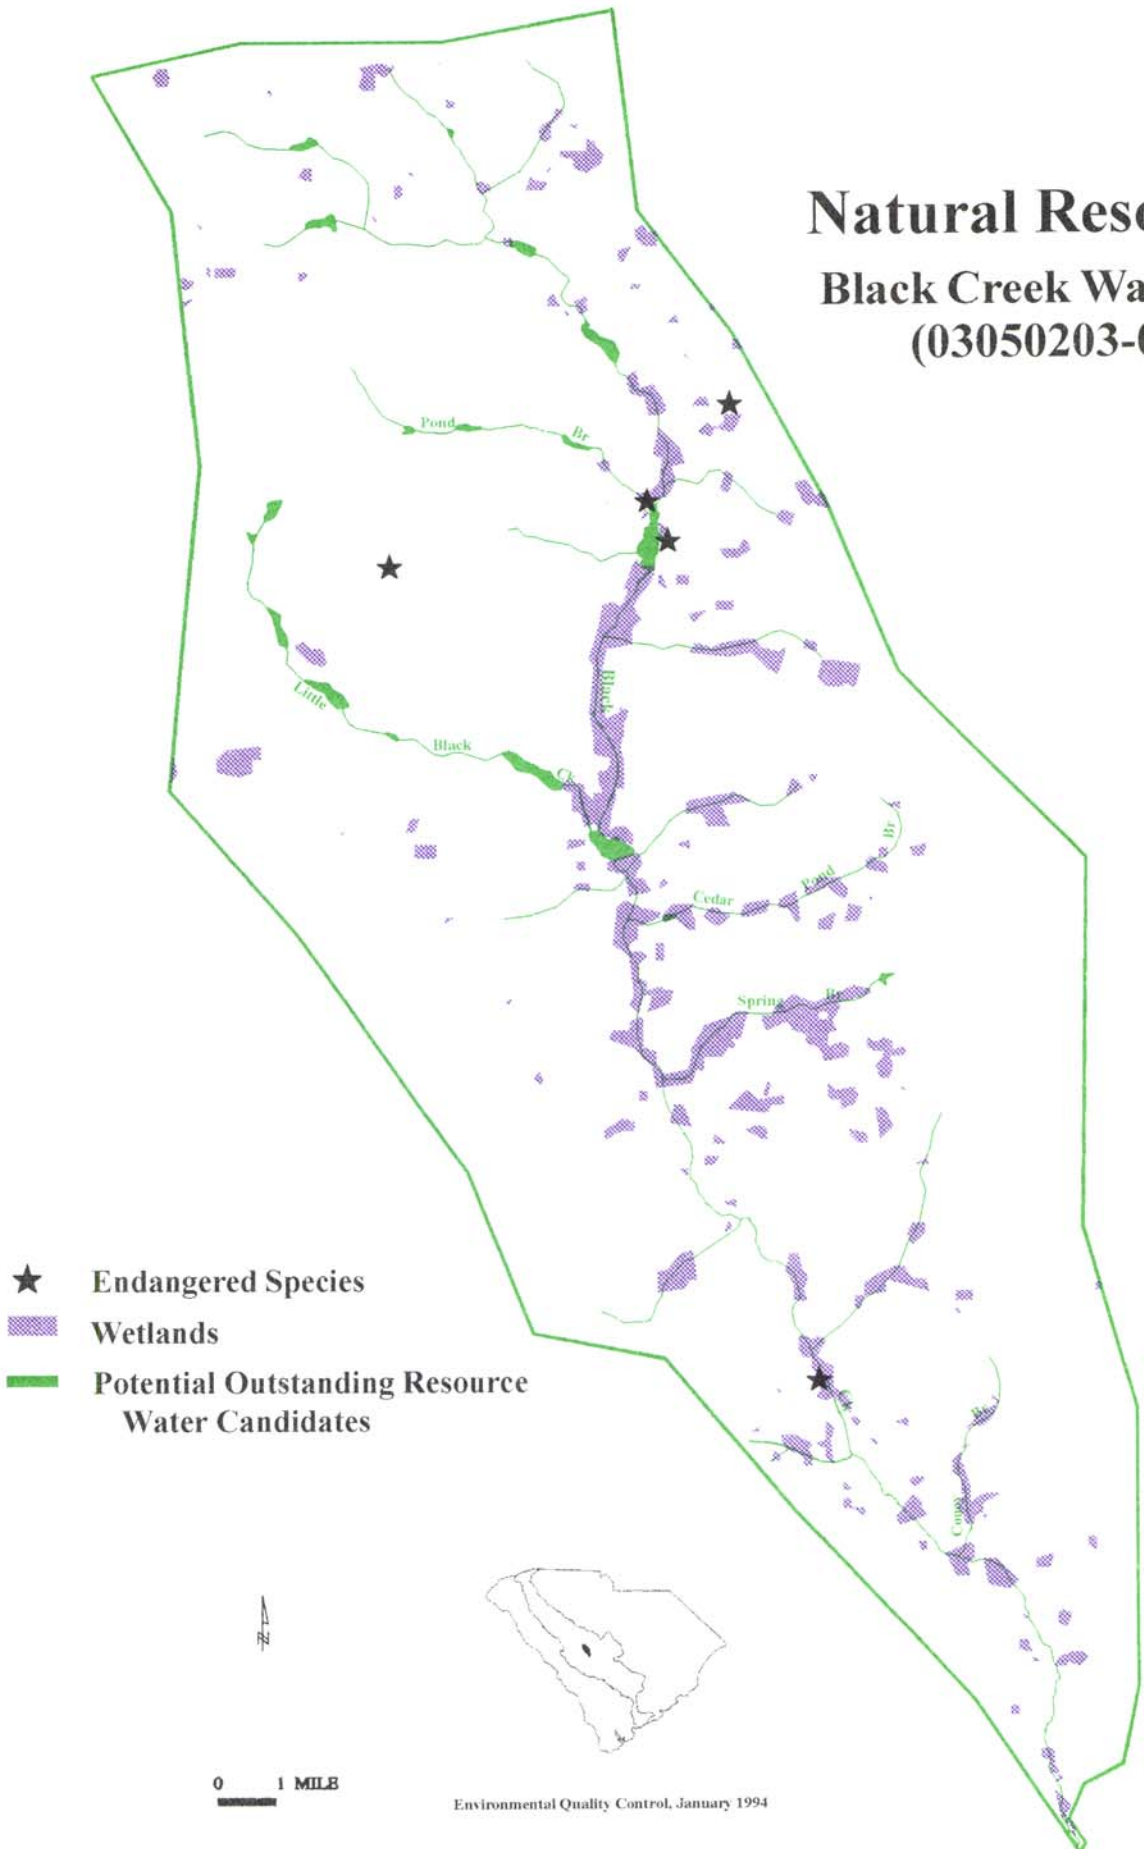 Natural Reso
Black Creek Wa
(03050203-0
Pond
Br
Black
Little
Black
Ck
Br
Pond
Cedar
Spring
Br
Endangered Species
Wetlands
Potential Outstanding Resource
Water Candidates
Ck
Br
N
0 1 MILE
Environmental Quality Control, January 1994